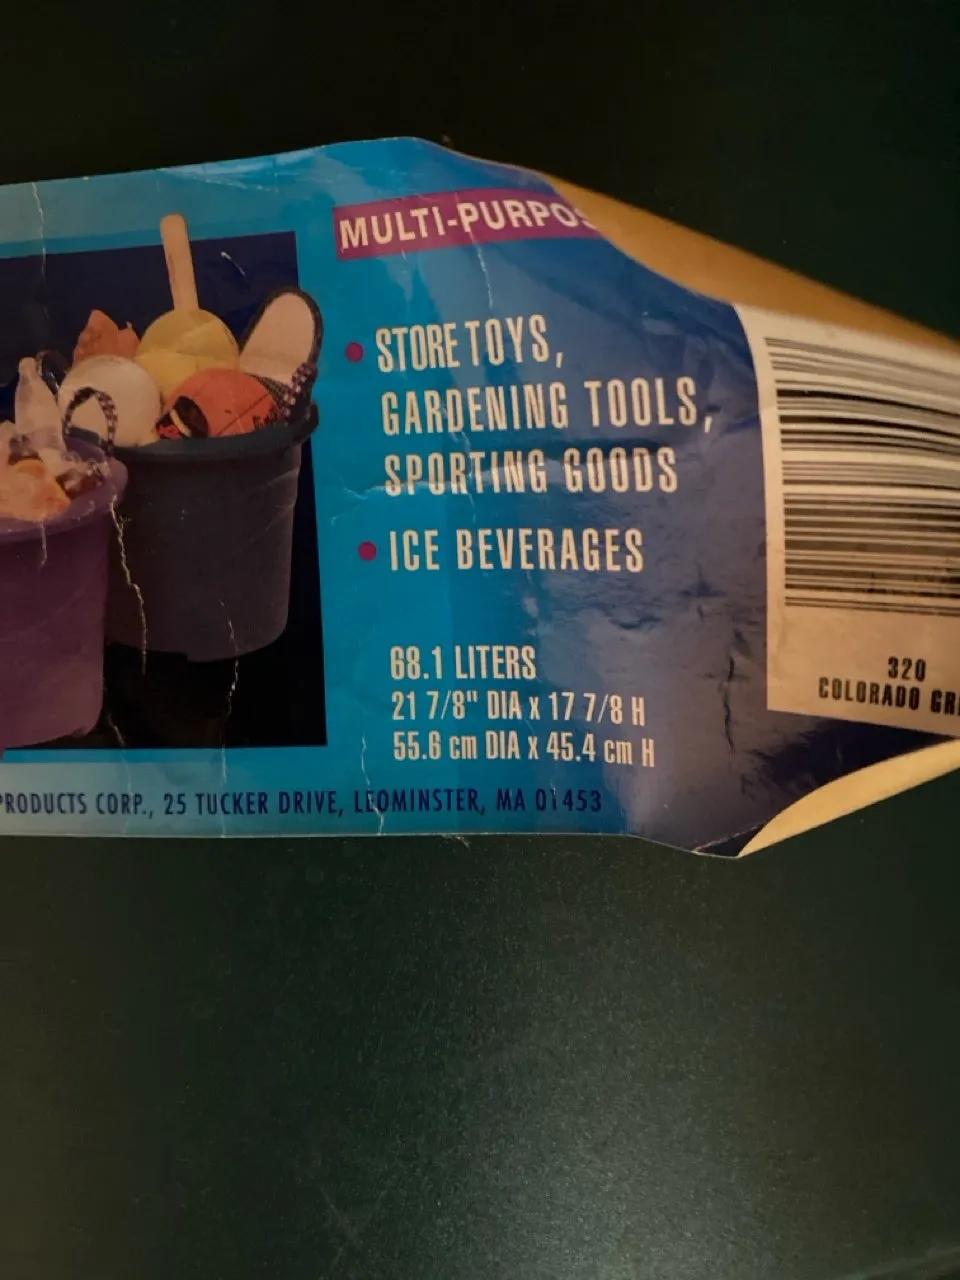 MULTI-PURPOS
• STORE TOYS,
GARDENING TOOLS,
SPORTING GOODS
• ICE BEVERAGES
68.1 LITERS
21 7/8" DIA x 17 7/8 H
55.6 cm DIA x 45.4 cm H
PRODUCTS CORP., 25 TUCKER DRIVE, LEOMINSTER, MA 01453
320
COLORADO GR